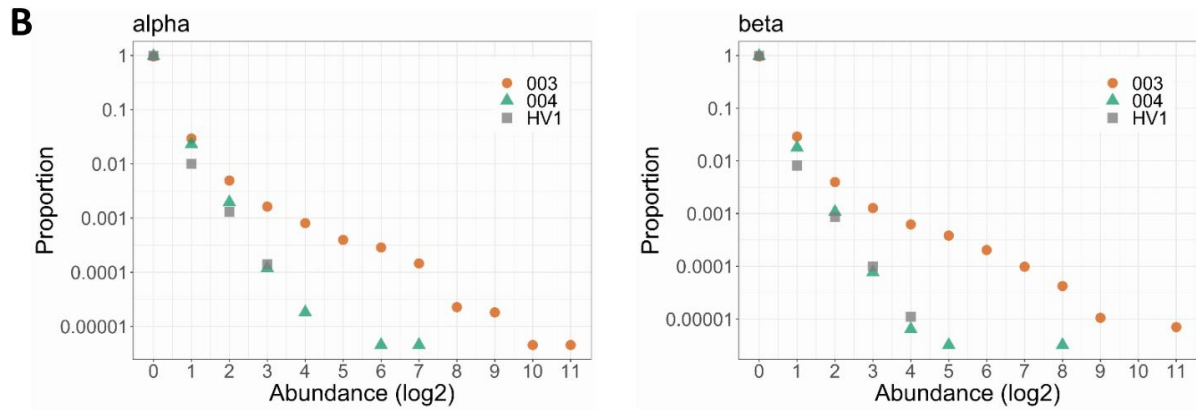 B
alpha
1
0.1
0.01
0.001
0.0001
0.00001
Proportion
003
004
HV1
0 1 2 3 4 5 6 7 8 9 10 11
Abundance (log2)
beta
1
0.1
0.01
0.001
0.0001
0.00001
Proportion
003
004
HV1
0 1 2 3 4 5 6 7 8 9 10 11
Abundance (log2)